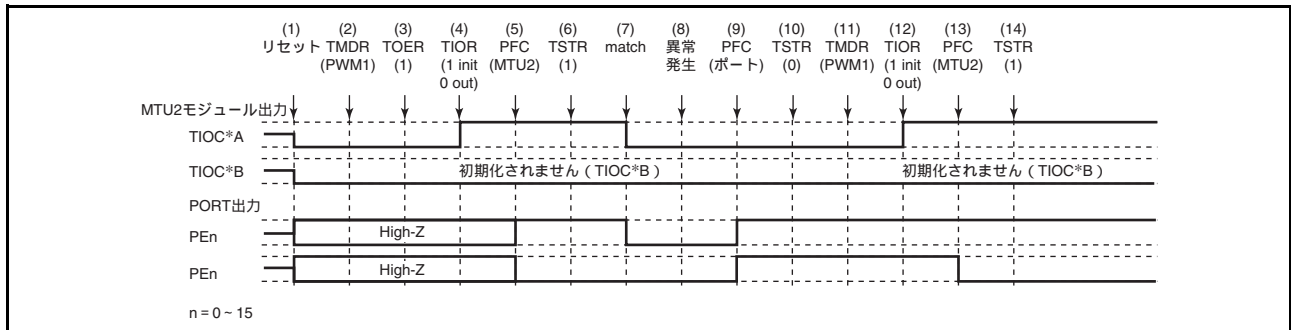 (1) (2) (3) (4) (5) (6) (7) (8) (9) (10) (11) (12) (13) (14)
リセット TMDR TOER TIOR PFC TSTR match 異常 PFC TSTR TMDR TIOR PFC TSTR
(PWM1) (1) (1 init (MTU2) (1) 発生 (ポート) (0) (PWM1) (1 init (MTU2) (1)
0 out) 0 out)
MTU2モジュール出力
TIOC*A
TIOC*B 初期化されません（TIOC*B） 初期化されません（TIOC*B）
PORT出力
PEn High-Z
PEn High-Z
n = 0 ~ 15